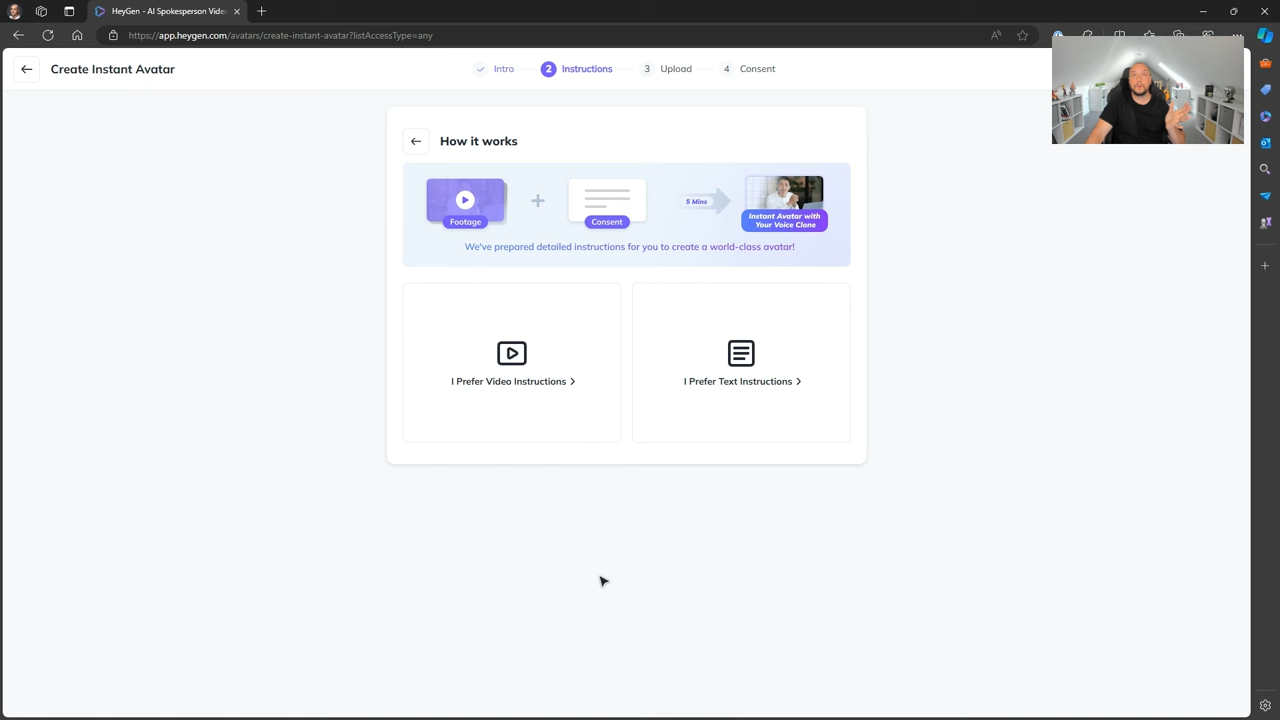 HeyGen - AI Spokesperson Video
https://app.heygen.com/avatars/create-instant-avatar?listAccessType=any
Create Instant Avatar
Intro
2 Instructions
3 Upload
4 Consent
How it works
Footage
Consent
5 Mins
Instant Avatar with
Your Voice Clone
We've prepared detailed instructions for you to create a world-class avatar!
I Prefer Video Instructions
I Prefer Text Instructions